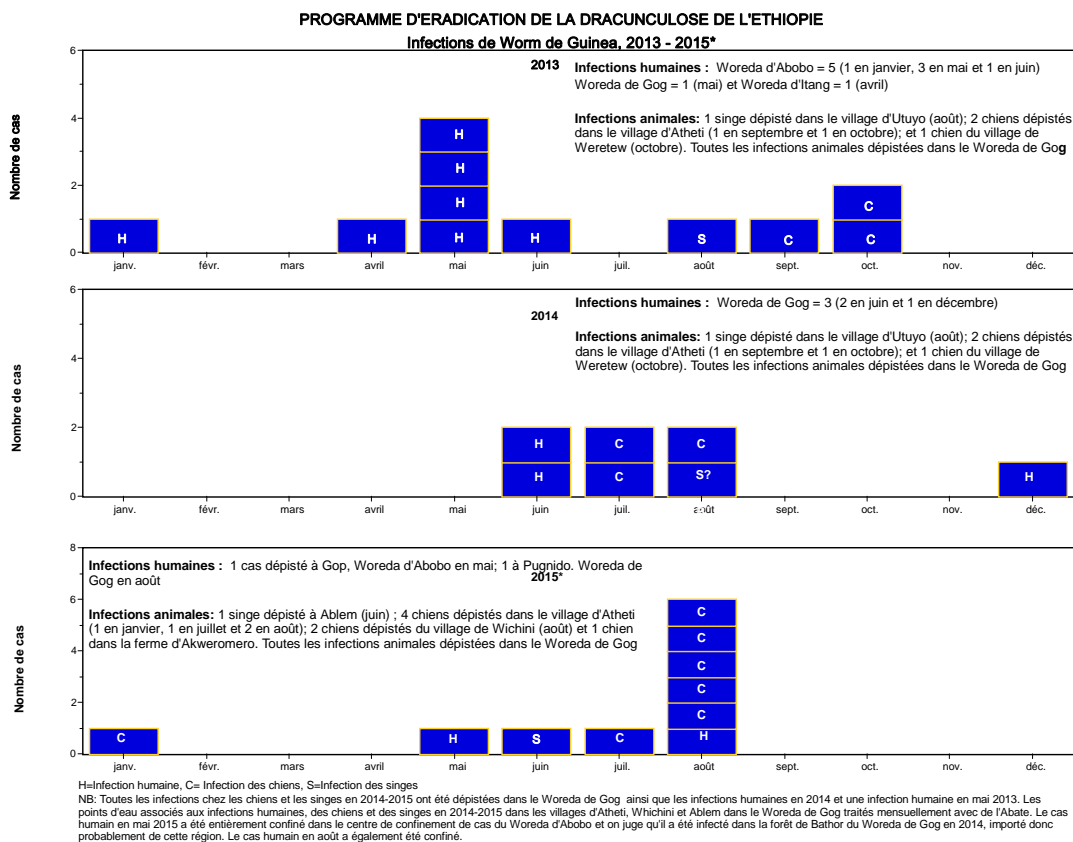 PROGRAMME D'ERADICATION DE LA DRACUNCULOSE DE L'ETHIOPIE
Infections de Worm de Guinea, 2013 - 2015*
Nombre de cas
6
4
2
0
2013
Infections humaines : Woreda d'Abobo = 5 (1 en janvier, 3 en mai et 1 en juin)
Woreda de Gog = 1 (mai) et Woreda d'Itang = 1 (avril)
Infections animales: 1 singe dépisté dans le village d'Utuyo (août); 2 chiens dépistés
dans le village d'Atheti (1 en septembre et 1 en octobre); et 1 chien du village de
Weretew (octobre). Toutes les infections animales dépistées dans le Woreda de Gog
H
H
H
H
H
H
H
S
C
C
C
janv. févr. mars avril mai juin juil. août sept. oct. nov. déc.
Nombre de cas
6
4
2
0
2014
Infections humaines : Woreda de Gog = 3 (2 en juin et 1 en décembre)
Infections animales: 1 singe dépisté dans le village d'Utuyo (août); 2 chiens dépistés
dans le village d'Atheti (1 en septembre et 1 en octobre); et 1 chien du village de
Weretew (octobre). Toutes les infections animales dépistées dans le Woreda de Gog
H
H
C
C
C
S?
H
janv. févr. mars avril mai juin juil. août sept. oct. nov. déc.
Nombre de cas
8
6
4
2
0
2015*
Infections humaines : 1 cas dépisté à Gop, Woreda d'Abobo en mai; 1 à Pugnido. Woreda de
Gog en août
Infections animales: 1 singe dépisté à Ablem (juin) ; 4 chiens dépistés dans le village d'Atheti
(1 en janvier, 1 en juillet et 2 en août); 2 chiens dépistés du village de Wichini (août) et 1 chien
dans la ferme d'Akweromero. Toutes les infections animales dépistées dans le Woreda de Gog
C
H
S
C
C
C
C
C
C
H
janv. févr. mars avril mai juin juil. août sept. oct. nov. déc.
H=Infection humaine, C= Infection des chiens, S=Infection des singes
NB: Toutes les infections chez les chiens et les singes en 2014-2015 ont été dépistées dans le Woreda de Gog ainsi que les infections humaines en 2014 et une infection humaine en mai 2013. Les
points d'eau associés aux infections humaines, des chiens et des singes en 2014-2015 dans les villages d'Atheti, Whichini et Ablem dans le Woreda de Gog traités mensuellement avec de l'Abate. Le cas
humain en mai 2015 a été entièrement confiné dans le centre de confinement de cas du Woreda d'Abobo et on juge qu'il a été infecté dans la forêt de Bathor du Woreda de Gog en 2014, importé donc
probablement de cette région. Le cas humain en août a également été confiné.